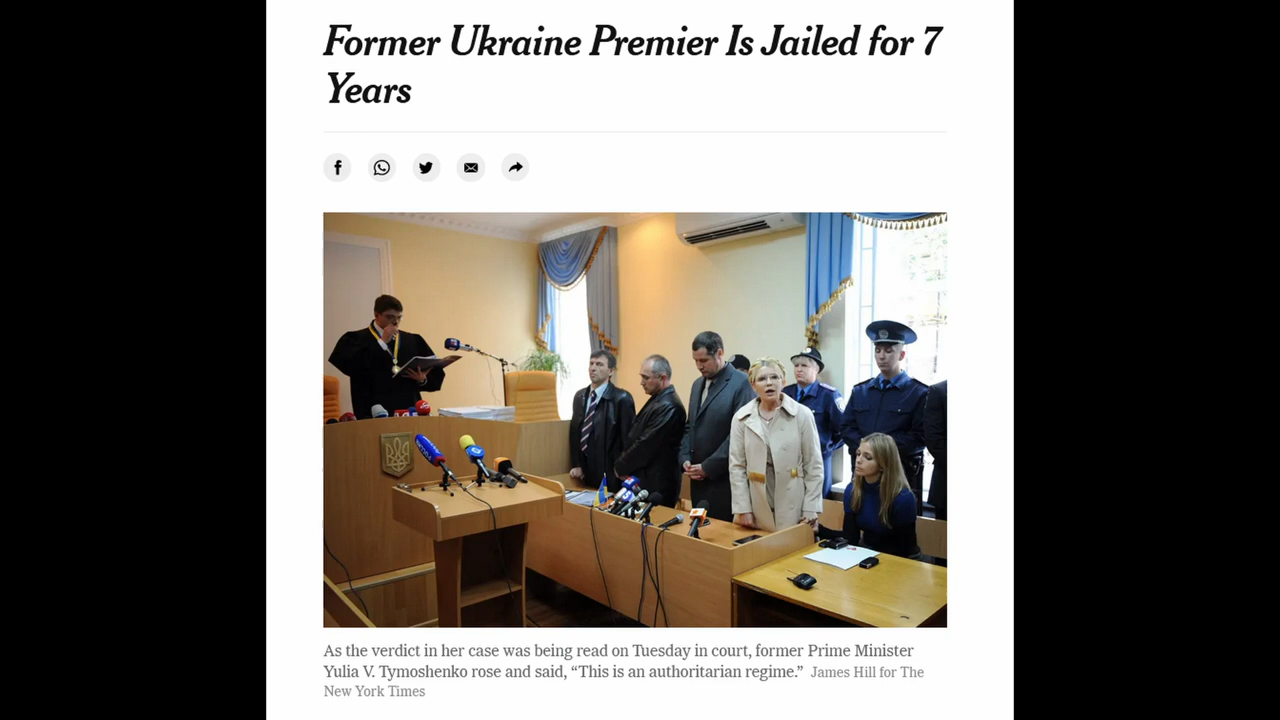 Former Ukraine Premier Is Jailed for 7
Years
As the verdict in her case was being read on Tuesday in court, former Prime Minister
Yulia V. Tymoshenko rose and said, “This is an authoritarian regime.” James Hill for The
New York Times